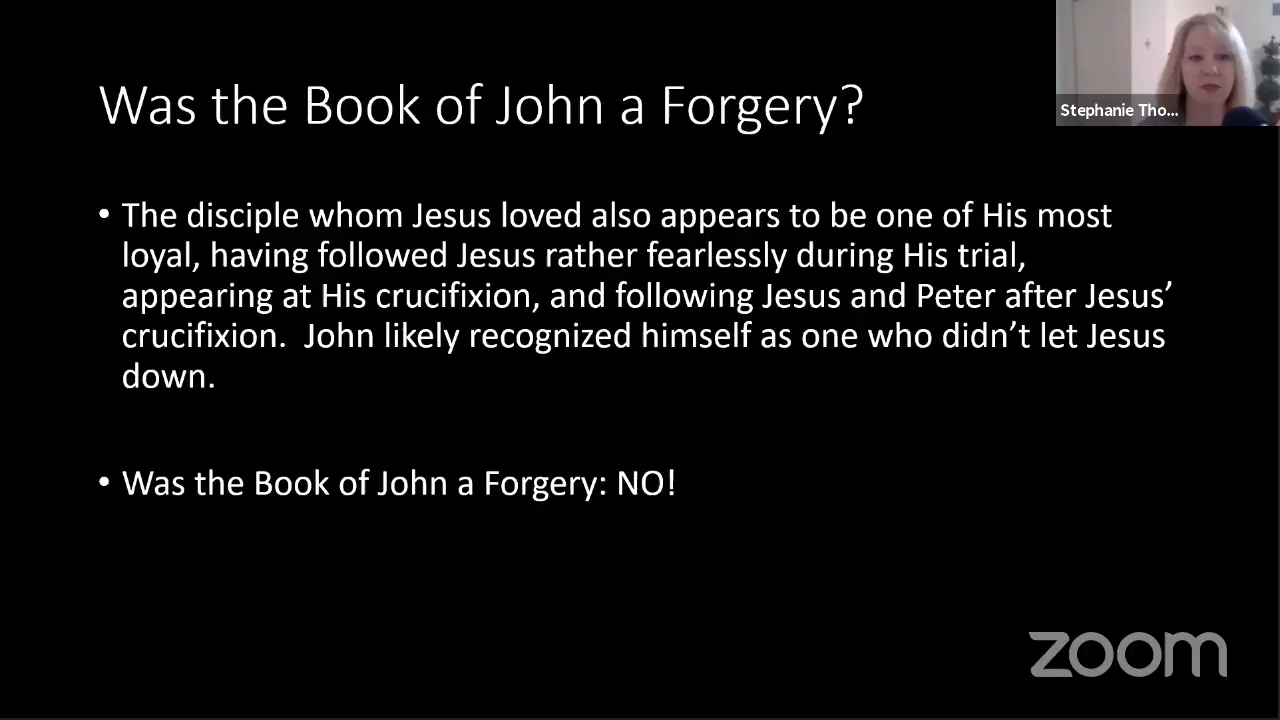 Was the Book of John a Forgery?
Stephanie Tho...
• The disciple whom Jesus loved also appears to be one of His most
loyal, having followed Jesus rather fearlessly during His trial,
appearing at His crucifixion, and following Jesus and Peter after Jesus’
crucifixion.  John likely recognized himself as one who didn’t let Jesus
down.
• Was the Book of John a Forgery: NO!
zoom